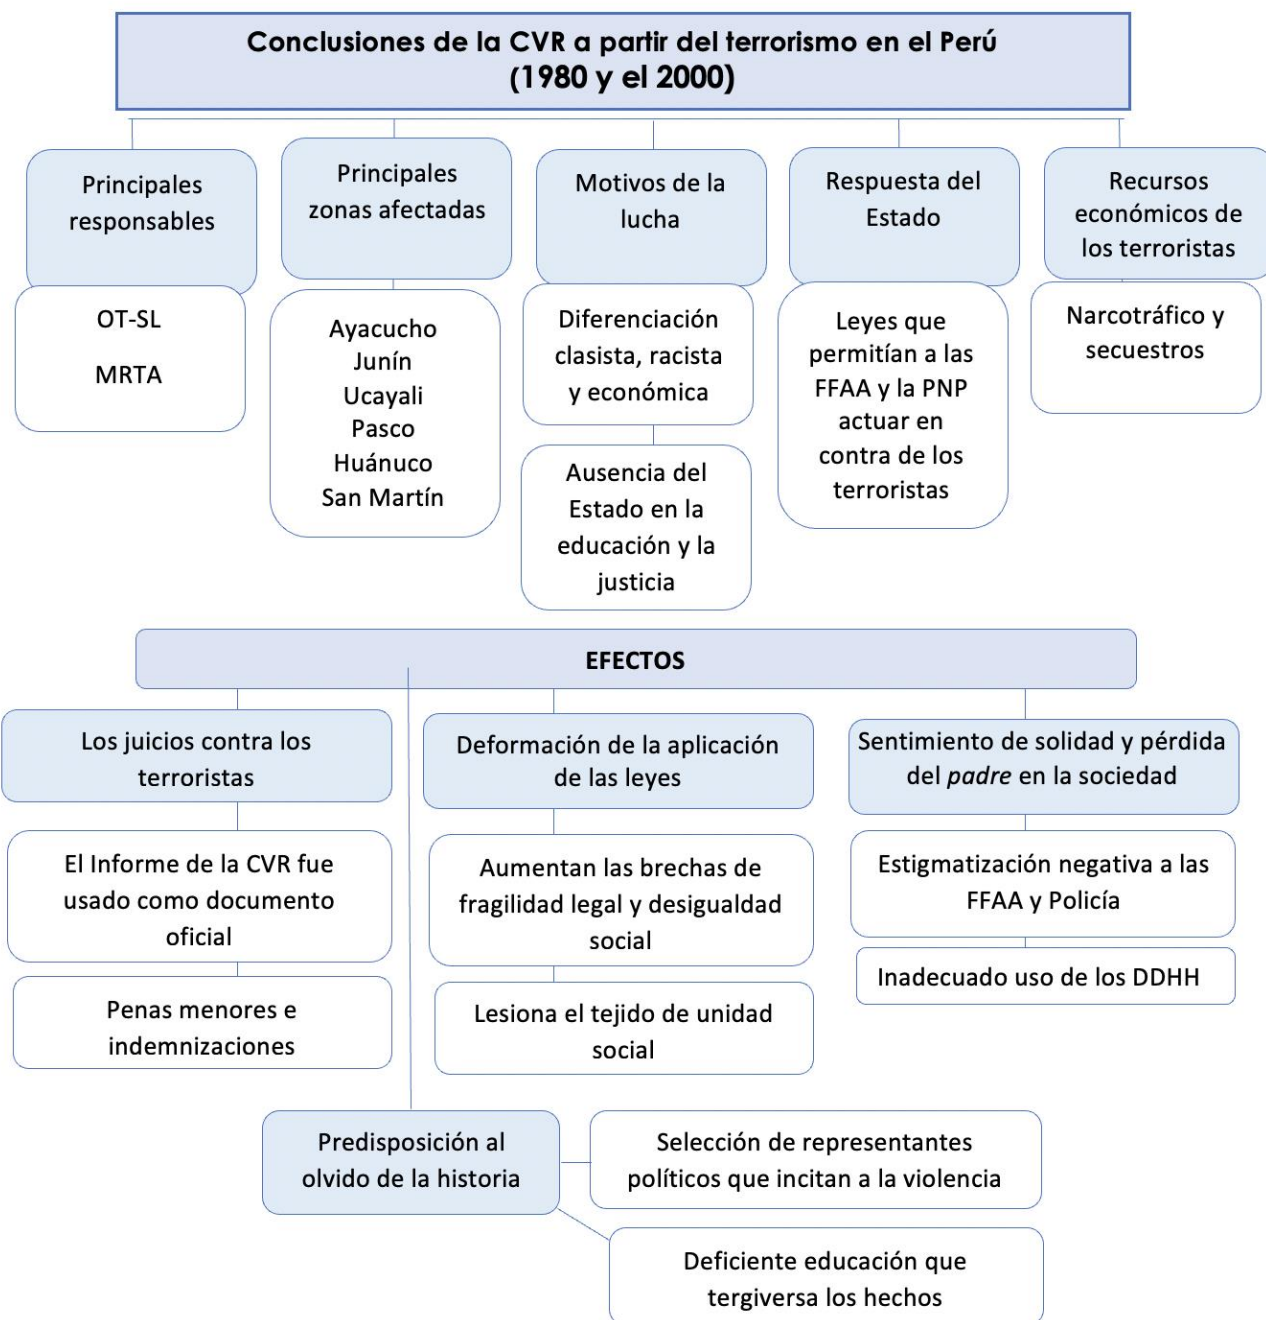 Conclusiones de la CVR a partir del terrorismo en el Perú
(1980 y el 2000)
Principales
responsables
OT-SL
MRTA
Principales
zonas afectadas
Ayacucho
Junín
Ucayali
Pasco
Huánuco
San Martín
Motivos de la
lucha
Diferenciación
clasista, racista
y económica
Ausencia del
Estado en la
educación y la
justicia
Respuesta del
Estado
Leyes que
permitían a las
FFAA y la PNP
actuar en
contra de los
terroristas
Recursos
económicos de
los terroristas
Narcotráfico y
secuestros
EFECTOS
Los juicios contra los
terroristas
El Informe de la CVR fue
usado como documento
oficial
Penas menores e
indemnizaciones
Deformación de la aplicación
de las leyes
Aumentan las brechas de
fragilidad legal y desigualdad
social
Lesiona el tejido de unidad
social
Sentimiento de solidad y pérdida
del padre en la sociedad
Estigmatización negativa a las
FFAA y Policía
Inadecuado uso de los DDHH
Predisposición al
olvido de la historia
Selección de representantes
políticos que incitan a la violencia
Deficiente educación que
tergiversa los hechos